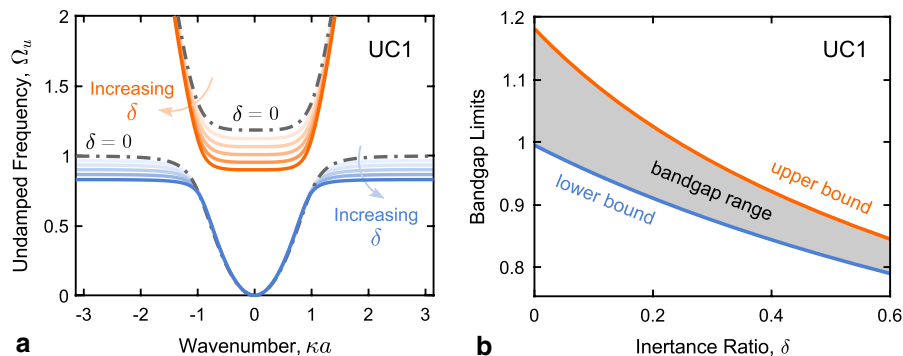 UC1
Undamped Frequency, Ω_u
2
1.5
1
0.5
0
Increasing
δ
δ = 0
δ = 0
Increasing
δ
-3 -2 -1 0 1 2 3
a Wavenumber, κa
UC1
Bandgap Limits
1.2
1.1
1
0.9
0.8
upper bound
bandgap range
lower bound
0 0.2 0.4 0.6
b Inertance Ratio, δ